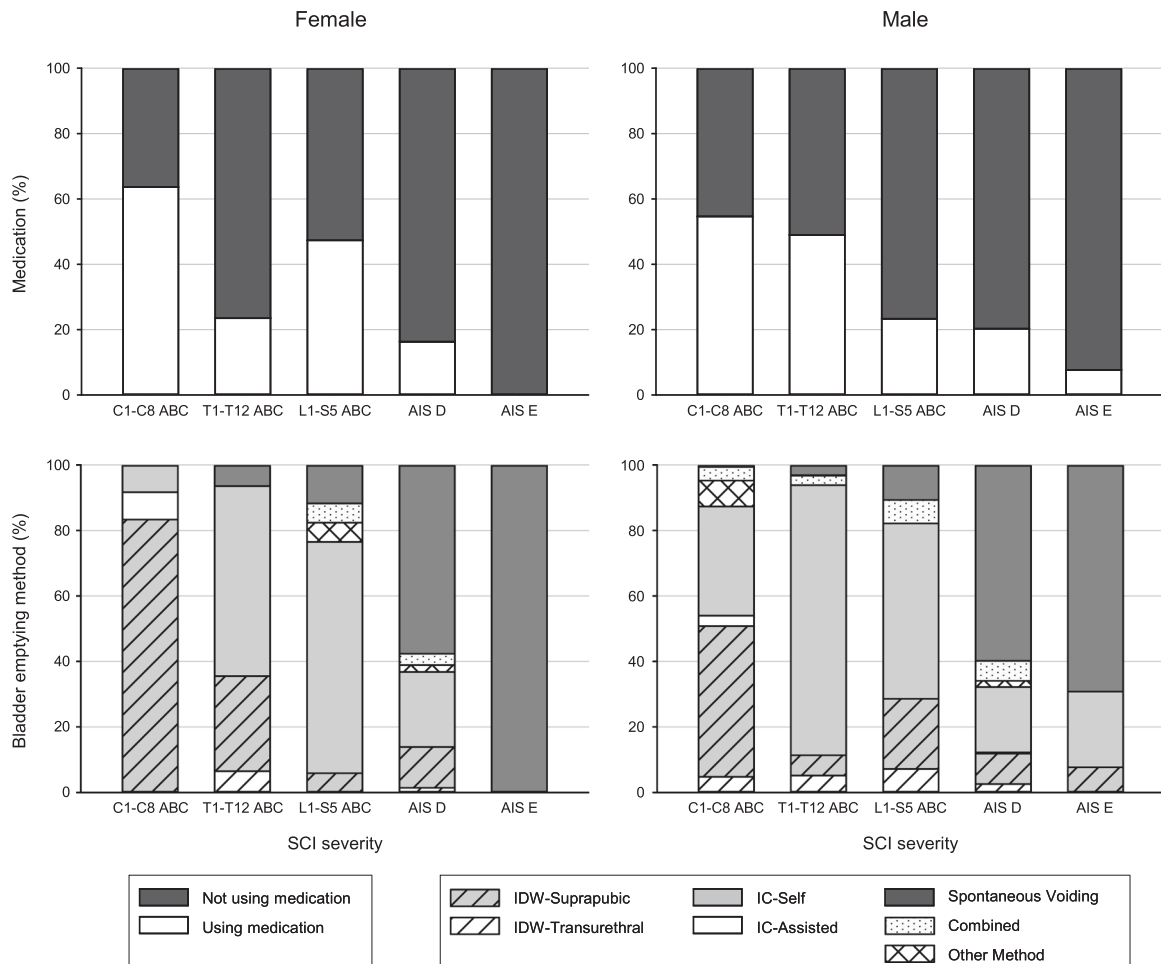 Female
Male
Medication (%)
100
80
60
40
20
0
C1-C8 ABC T1-T12 ABC L1-S5 ABC AIS D AIS E
100
80
60
40
20
0
C1-C8 ABC T1-T12 ABC L1-S5 ABC AIS D AIS E
Bladder emptying method (%)
100
80
60
40
20
0
C1-C8 ABC T1-T12 ABC L1-S5 ABC AIS D AIS E
SCI severity
100
80
60
40
20
0
C1-C8 ABC T1-T12 ABC L1-S5 ABC AIS D AIS E
SCI severity
Not using medication
Using medication
IDW-Suprapubic
IDW-Transurethral
IC-Self
IC-Assisted
Spontaneous Voiding
Combined
Other Method